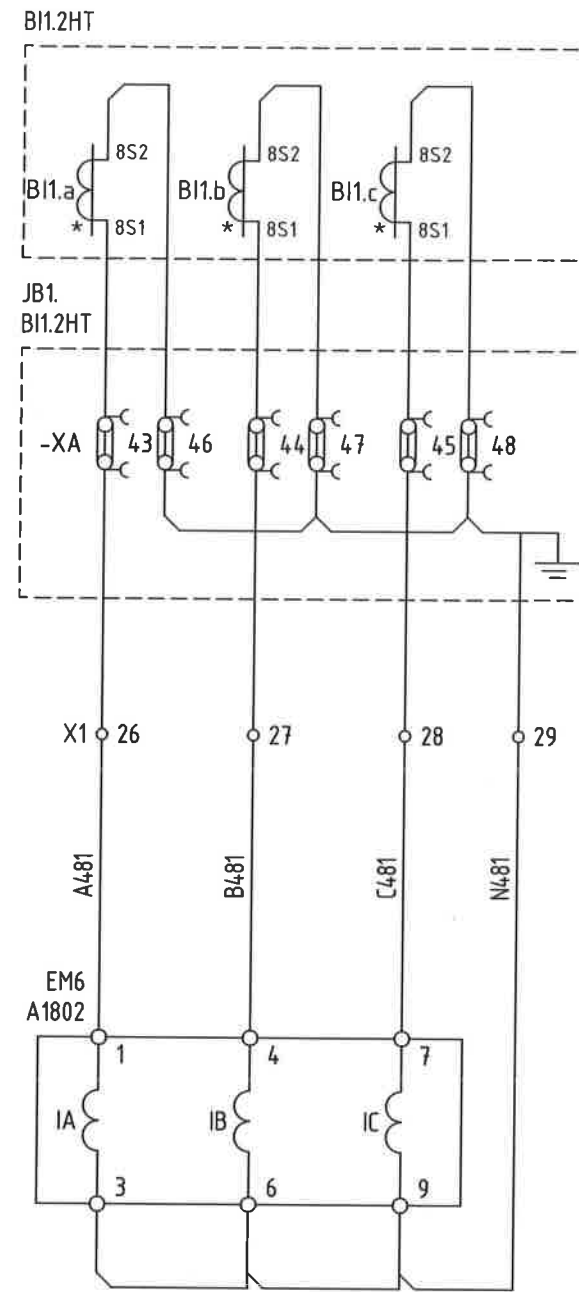 BI1.2HT
8S2 8S2 8S2
BI1.a BI1.b BI1.c
* 8S1 * 8S1 * 8S1
JB1.
BI1.2HT
-XA 43 46 44 47 45 48
X1 26 27 28 29
A481 B481 C481 N481
EM6
A1802
1 4 7
IA IB IC
3 6 9